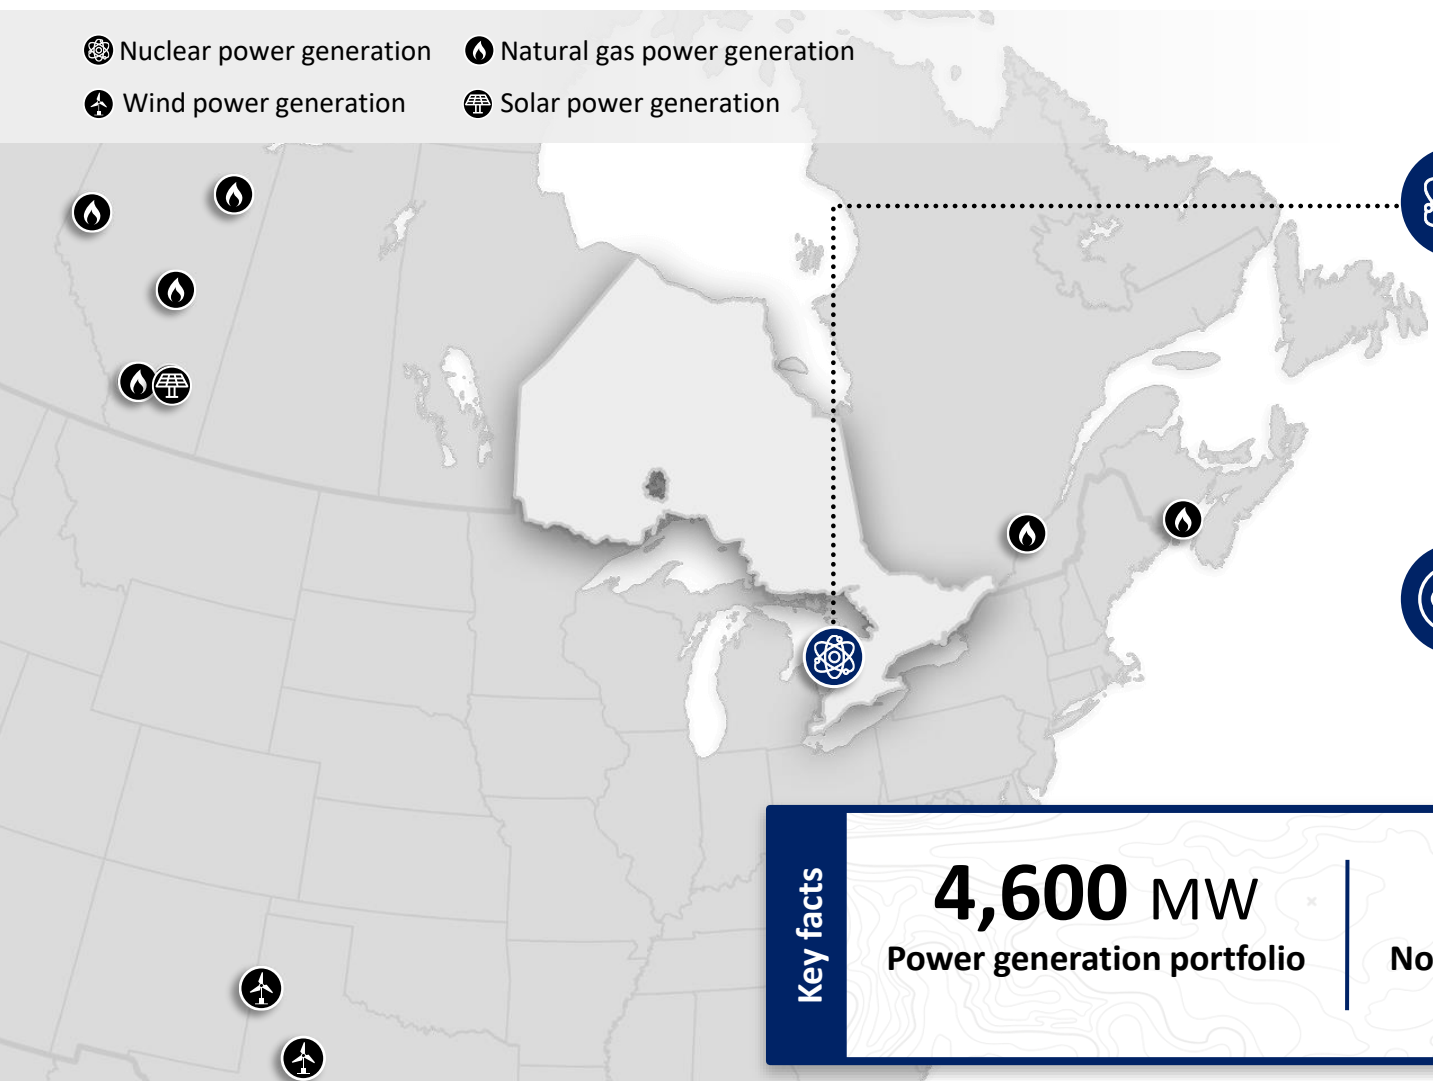 Nuclear power generation
Natural gas power generation
Wind power generation
Solar power generation
Key facts
4,600 MW
Power generation portfolio